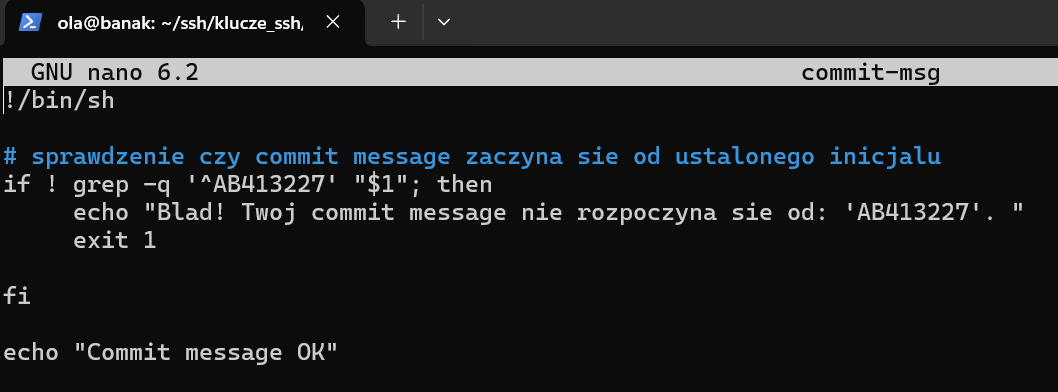 ola@banak: ~/ssh/klucze_ssh,
GNU nano 6.2 commit-msg
!/bin/sh
# sprawdzenie czy commit message zaczyna sie od ustalonego inicjalu
if ! grep -q '^AB413227' "$1"; then
echo "Blad! Twoj commit message nie rozpoczyna sie od: 'AB413227'. "
exit 1
fi
echo "Commit message OK"